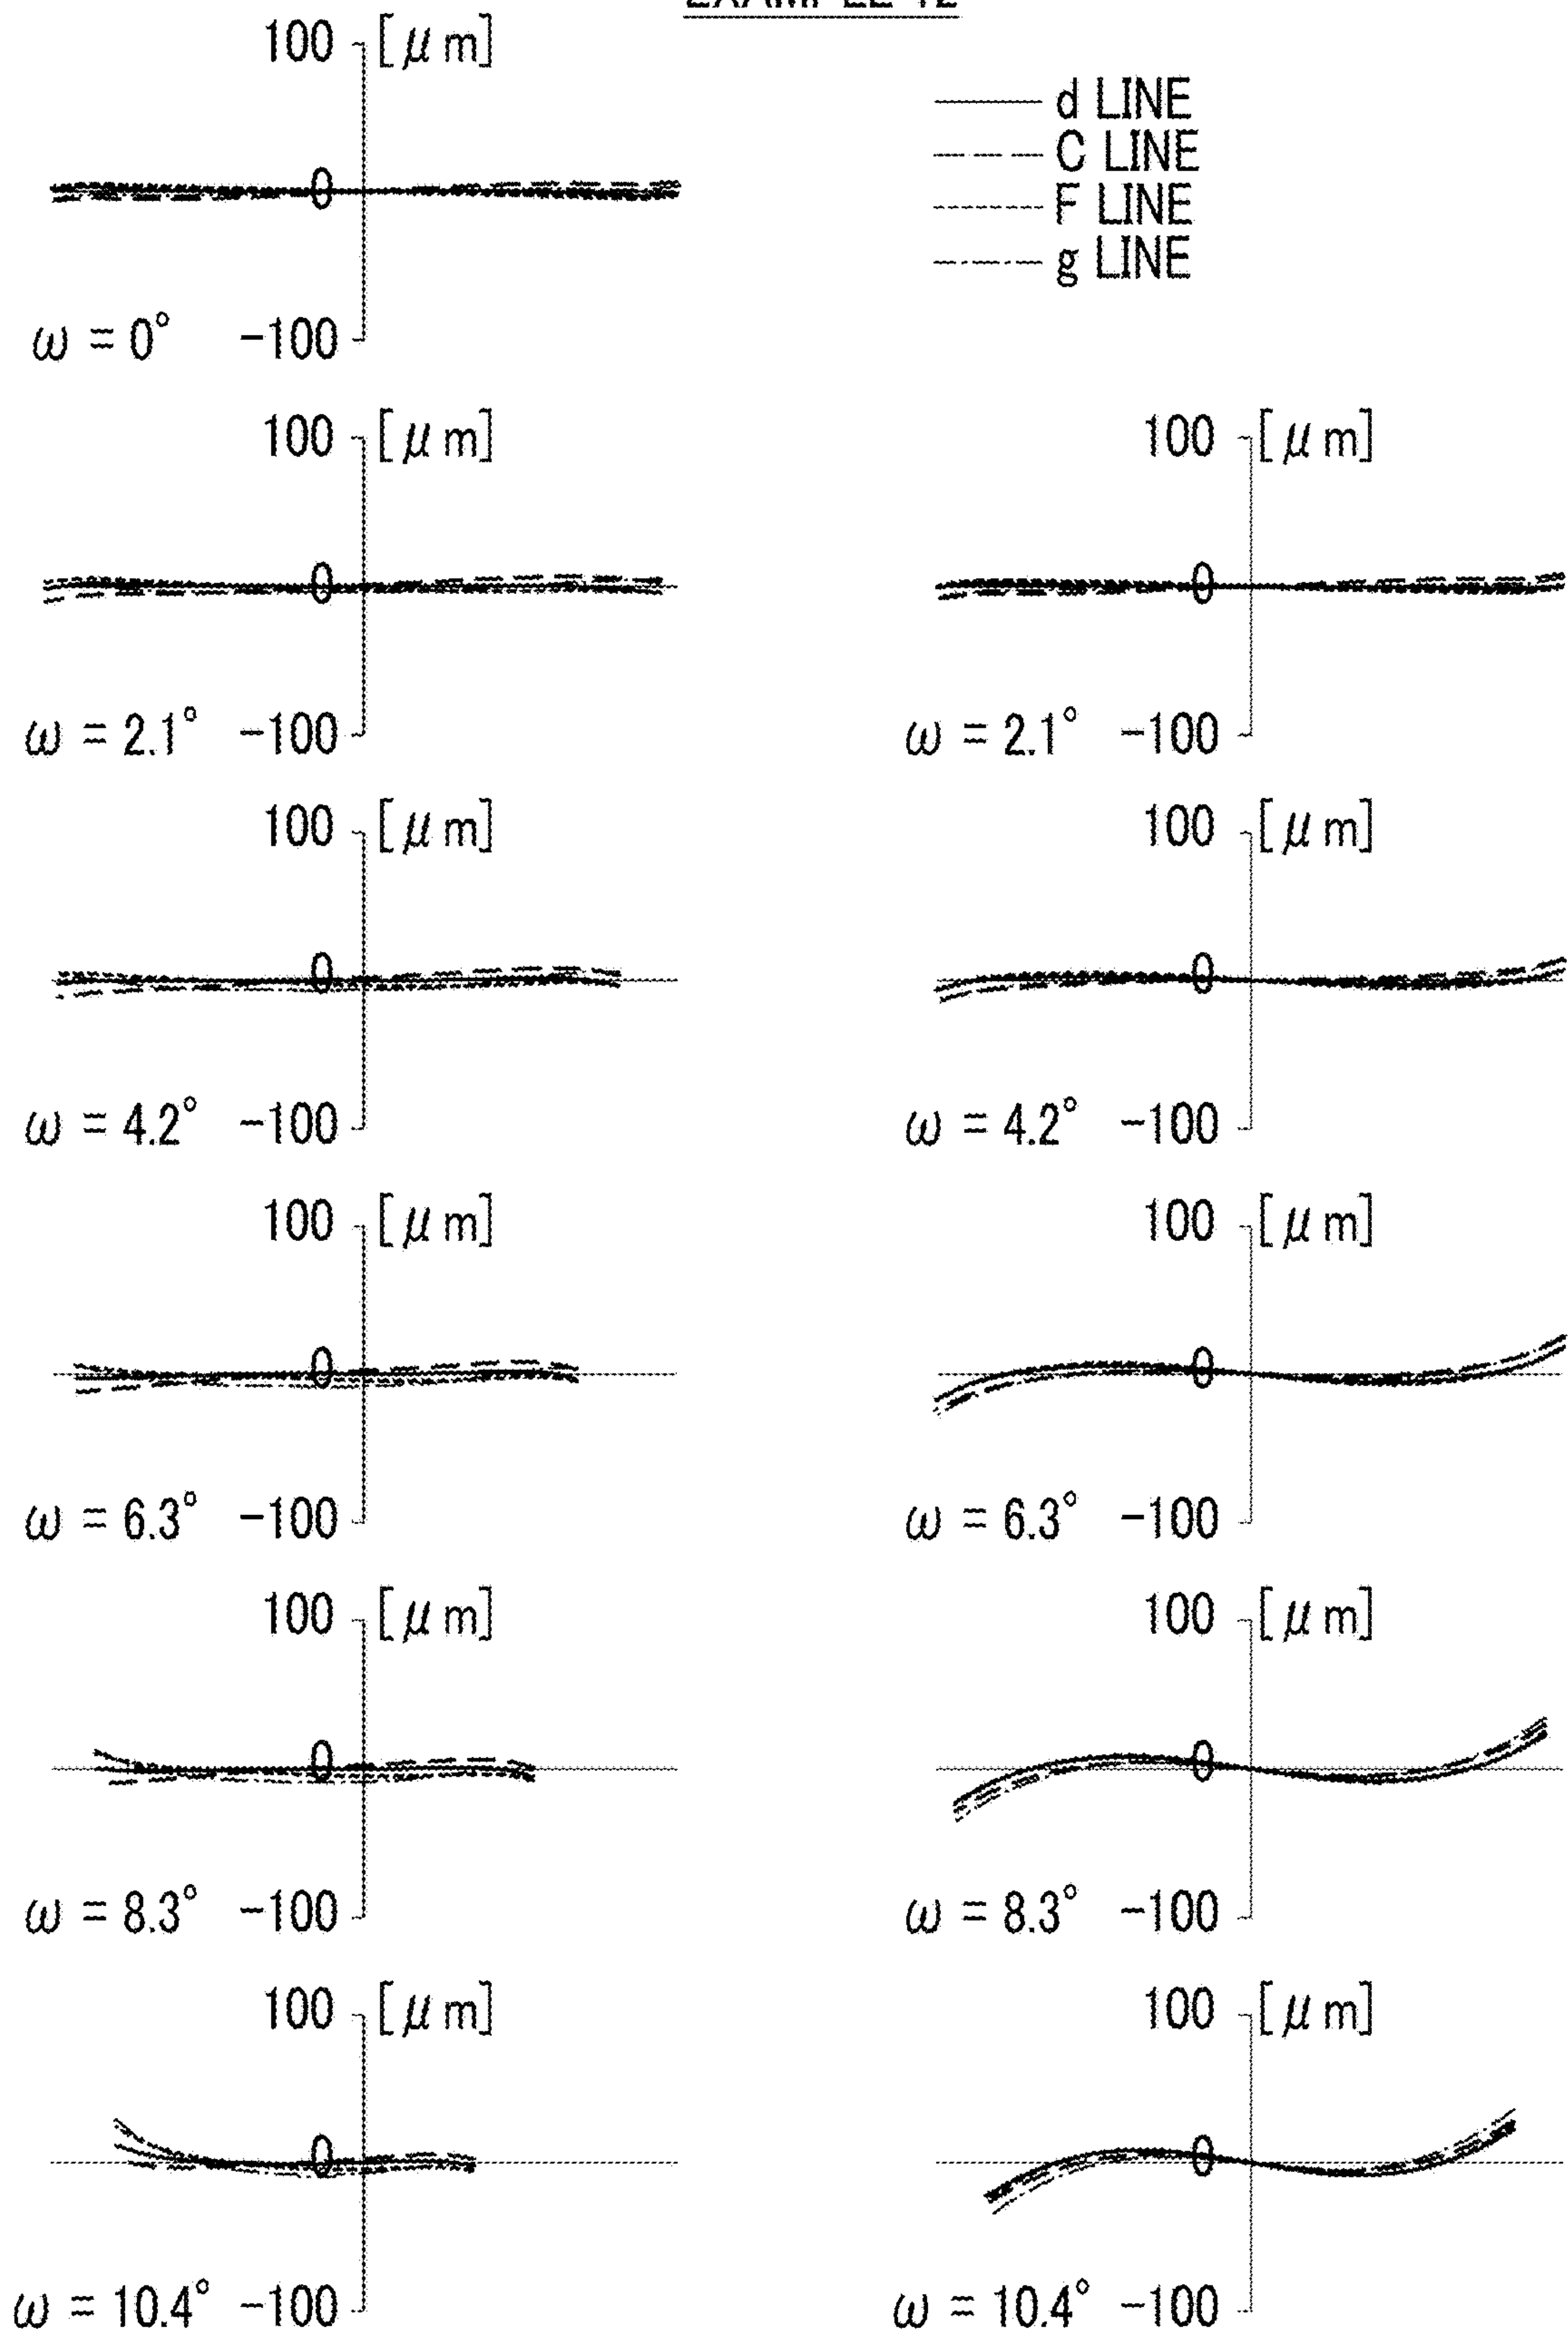 100 [μm]
d LINE
C LINE
F LINE
g LINE
0
ω = 0° -100
100 [μm] 100 [μm]
0 0
ω = 2.1° -100 ω = 2.1° -100
100 [μm] 100 [μm]
0 0
ω = 4.2° -100 ω = 4.2° -100
100 [μm] 100 [μm]
0 0
ω = 6.3° -100 ω = 6.3° -100
100 [μm] 100 [μm]
0 0
ω = 8.3° -100 ω = 8.3° -100
100 [μm] 100 [μm]
0 0
ω = 10.4° -100 ω = 10.4° -100